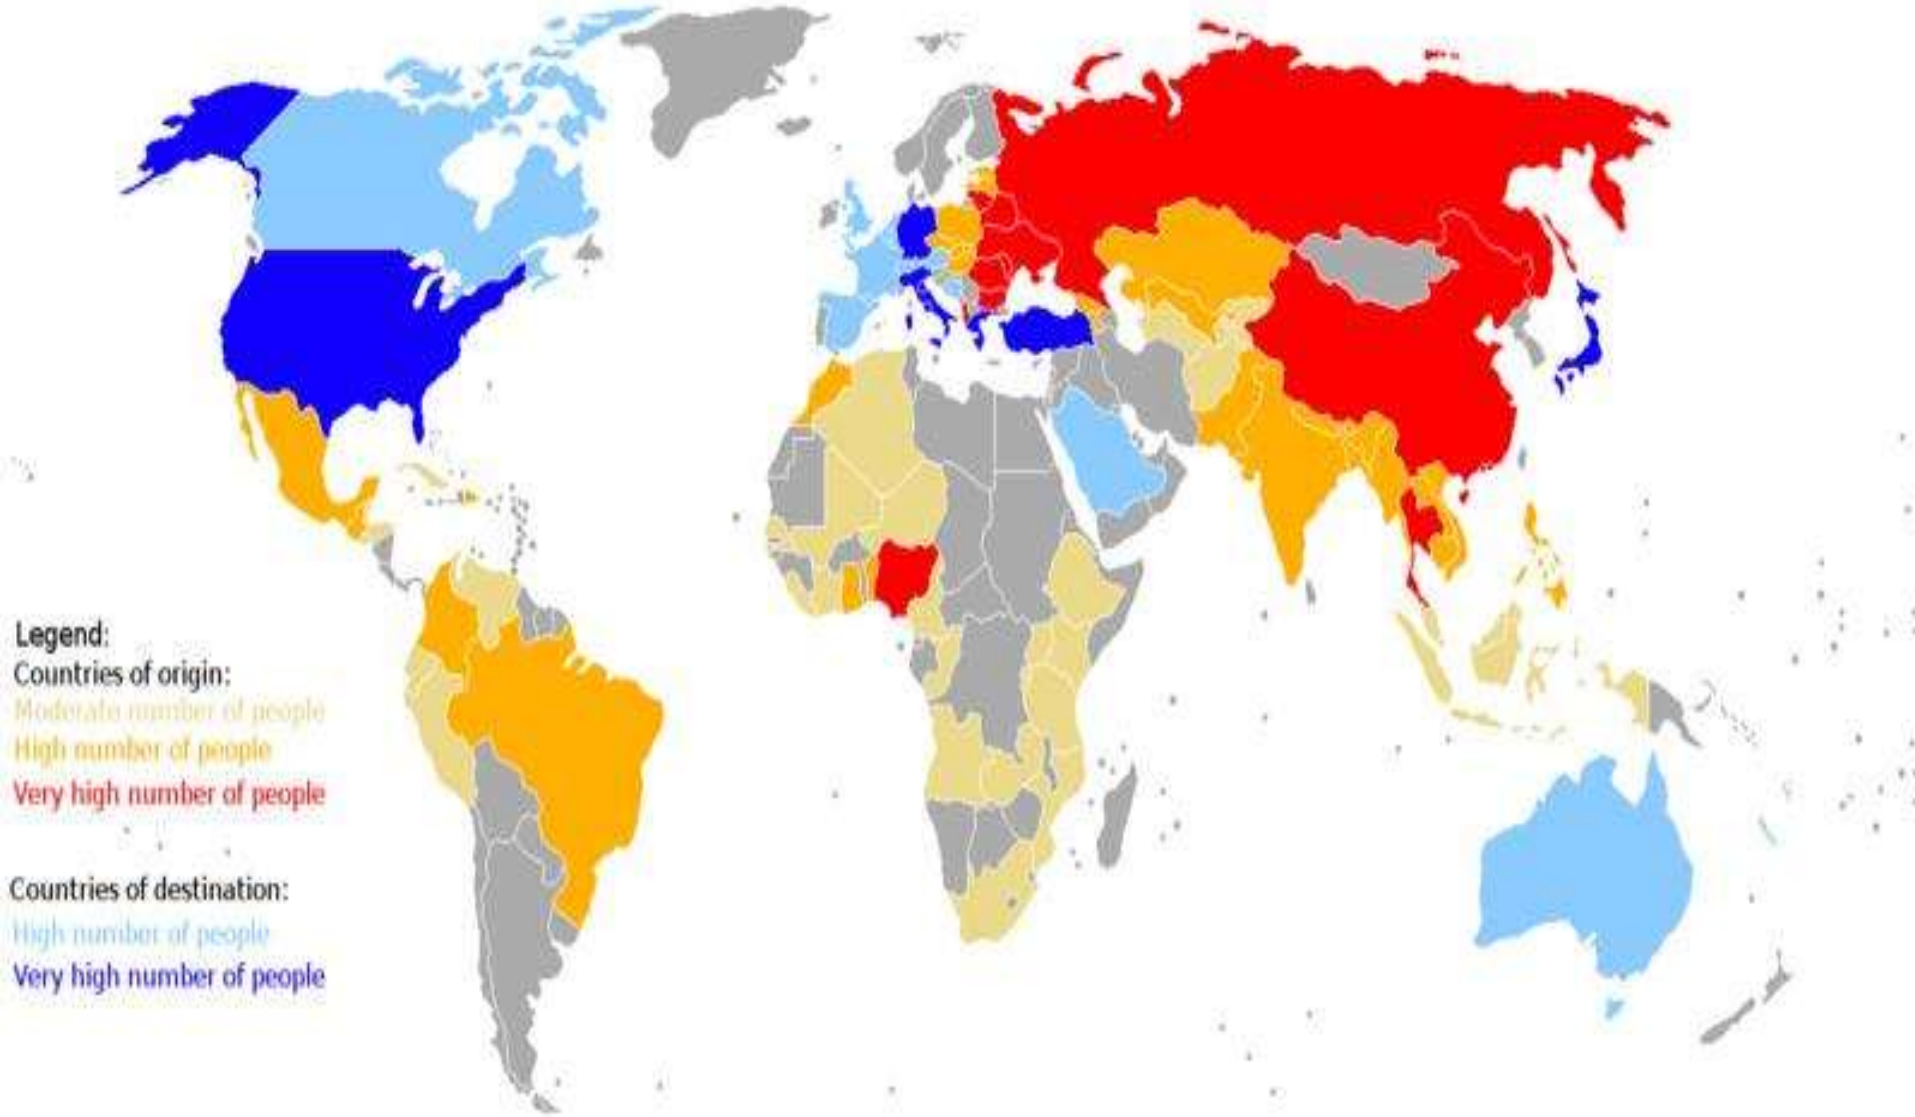 Legend:
Countries of origin:
Moderate number of people
High number of people
Very high number of people
Countries of destination:
High number of people
Very high number of people